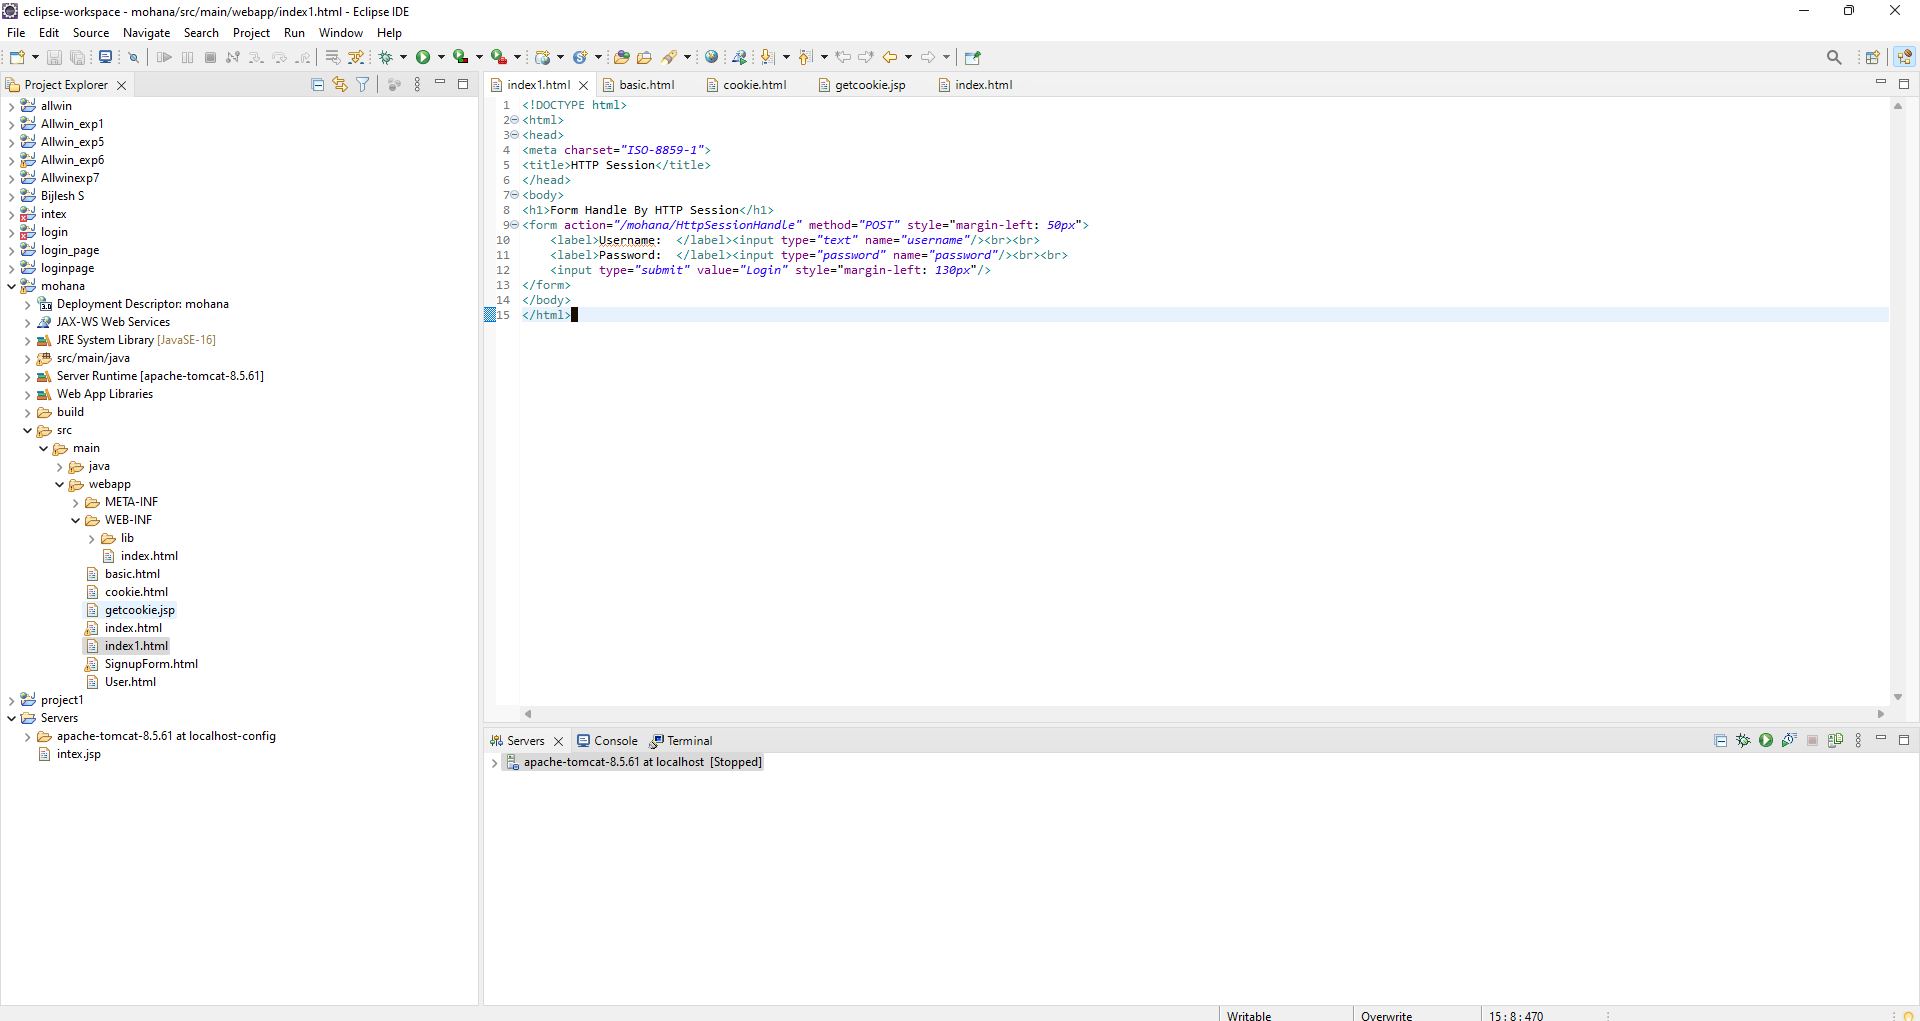 eclipse-workspace - mohana/src/main/webapp/index1.html - Eclipse IDE
File Edit Source Navigate Search Project Run Window Help
Project Explorer
allwin
Allwin_exp1
Allwin_exp5
Allwin_exp6
Allwinexp7
Bijlesh S
intex
login
login_page
loginpage
mohana
Deployment Descriptor: mohana
JAX-WS Web Services
JRE System Library [JavaSE-16]
src/main/java
Server Runtime [apache-tomcat-8.5.61]
Web App Libraries
build
src
main
java
webapp
META-INF
WEB-INF
lib
index.html
basic.html
cookie.html
getcookie.jsp
index.html
index1.html
SignupForm.html
User.html
project1
Servers
apache-tomcat-8.5.61 at localhost-config
intex.jsp
index1.html basic.html cookie.html getcookie.jsp index.html
1 <!DOCTYPE html>
2 <html>
3 <head>
4 <meta charset="ISO-8859-1">
5 <title>HTTP Session</title>
6 </head>
7 <body>
8 <h1>Form Handle By HTTP Session</h1>
9 <form action="/mohana/HttpSessionHandle" method="POST" style="margin-left: 50px">
10 <label>Username: </label><input type="text" name="username"/><br><br>
11 <label>Password: </label><input type="password" name="password"/><br><br>
12 <input type="submit" value="Login" style="margin-left: 130px"/>
13 </form>
14 </body>
15 </html>
Servers Console Terminal
apache-tomcat-8.5.61 at localhost [Stopped]
Writable Overwrite 15 : 8 : 470